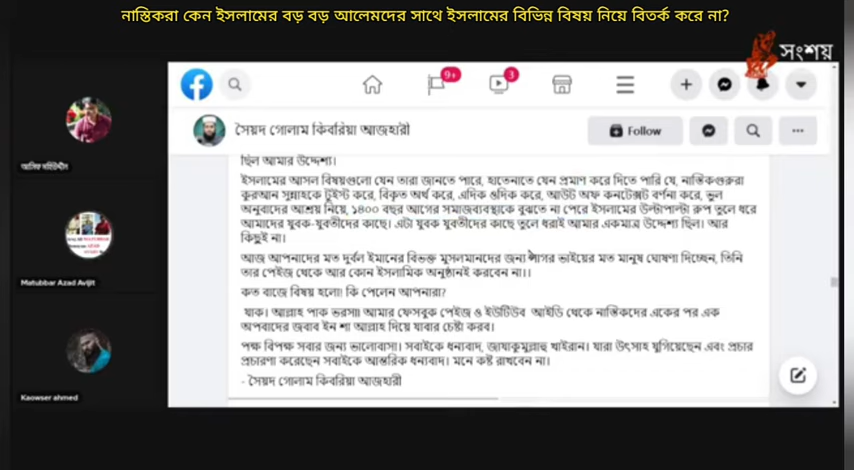 নাস্তিকরা কেন ইসলামের বড় বড় আলেমদের সাথে ইসলামের বিভিন্ন বিষয় নিয়ে বিতর্ক করে না?
সংশয়
9+
3
সৈয়দ গোলাম কিবরিয়া আজহারী
Follow
ছিল আমার উদ্দেশ্য।
ইসলামের আসল বিষয়গুলো যেন তারা জানতে পারে, হাতেনাতে যেন প্রমাণ করে দিতে পারি যে, নাস্তিকগুরুরা
কুরআন সুন্নাহকে টুইস্ট করে, বিকৃত অর্থ করে, এদিক ওদিক করে, আউট অফ কনটেক্সট বর্ণনা করে, ভুল
অনুবাদের আশ্রয় নিয়ে, ১৪০০ বছর আগের সমাজব্যবস্থাকে বুঝতে না পেরে ইসলামের উল্টাপাল্টা রুপ তুলে ধরে
আমাদের যুবক-যুবতীদের কাছে। এটা যুবক যুবতীদের কাছে তুলে ধরাই আমার একমাত্র উদ্দেশ্য ছিল। আর
কিছুই না।
আজ আপনাদের মত দুর্বল ঈমানের বিভক্ত মুসলমানদের জন্য ভাইয়ের মত মানুষ ঘোষণা দিচ্ছেন, তিনি
তার পেইজ থেকে আর কোন ইসলামিক অনুষ্ঠানই করবেন না।।
কত বাজে বিষয় হলো! কি পেলেন আপনারা?
যাক। আল্লাহ পাক ভরসা। আমার ফেসবুক পেইজ ও ইউটিউব আইডি থেকে নাস্তিকদের একের পর এক
অপবাদের জবাব ইন শা আল্লাহ দিয়ে যাবার চেষ্টা করব।
পক্ষ বিপক্ষ সবার জন্য ভালোবাসা। সবাইকে ধন্যবাদ, জাযাকুমুল্লাহু খাইরান। যারা উৎসাহ যুগিয়েছেন এবং প্রচার
প্রচারণা করেছেন সবাইকে আন্তরিক ধন্যবাদ। মনে কষ্ট রাখবেন না।
- সৈয়দ গোলাম কিবরিয়া আজহারী
আসিফ মহিউদ্দীন
Matubbar Azad Avijit
Kaowser ahmed